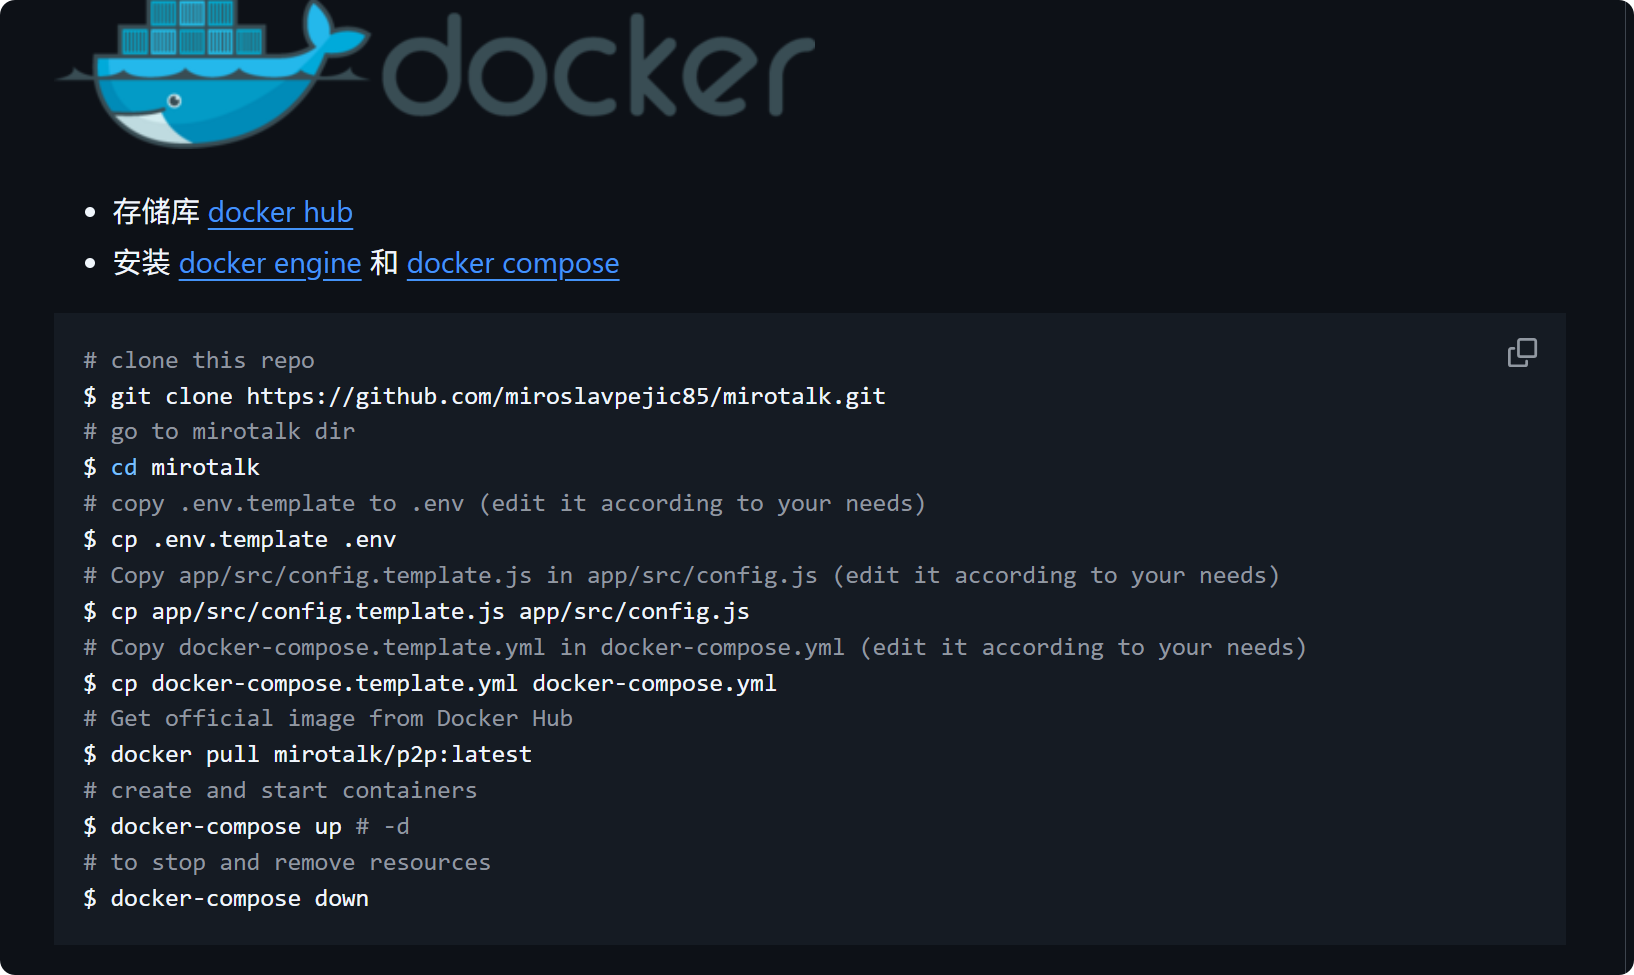 docker
存储库 docker hub
安装 docker engine 和 docker compose
# clone this repo
$ git clone https://github.com/miroslavpejic85/mirotalk.git
# go to mirotalk dir
$ cd mirotalk
# copy .env.template to .env (edit it according to your needs)
$ cp .env.template .env
# Copy app/src/config.template.js in app/src/config.js (edit it according to your needs)
$ cp app/src/config.template.js app/src/config.js
# Copy docker-compose.template.yml in docker-compose.yml (edit it according to your needs)
$ cp docker-compose.template.yml docker-compose.yml
# Get official image from Docker Hub
$ docker pull mirotalk/p2p:latest
# create and start containers
$ docker-compose up # -d
# to stop and remove resources
$ docker-compose down